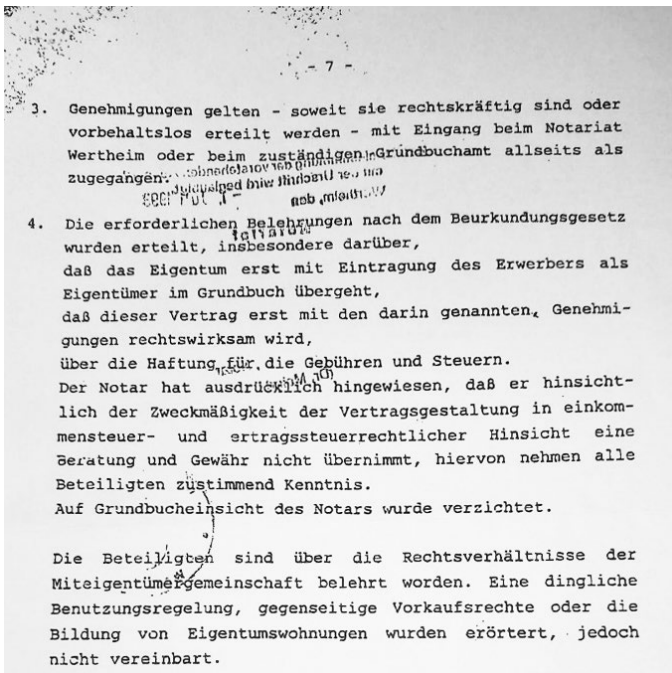 - 7 -
3. Genehmigungen gelten - soweit sie rechtskräftig sind oder
vorbehaltslos erteilt werden - mit Eingang beim Notariat
Wertheim oder beim zuständigen Grundbuchamt allseits als
zugegangen.
4. Die erforderlichen Belehrungen nach dem Beurkundungsgesetz
wurden erteilt, insbesondere darüber,
daß das Eigentum erst mit Eintragung des Erwerbers als
Eigentümer im Grundbuch übergeht,
daß dieser Vertrag erst mit den darin genannten Genehmi-
gungen rechtswirksam wird,
über die Haftung für die Gebühren und Steuern.
Der Notar hat ausdrücklich hingewiesen, daß er hinsicht-
lich der Zweckmäßigkeit der Vertragsgestaltung in einkom-
mensteuer- und ertragssteuerrechtlicher Hinsicht eine
Beratung und Gewähr nicht übernimmt, hiervon nehmen alle
Beteiligten zustimmend Kenntnis.
Auf Grundbucheinsicht des Notars wurde verzichtet.
Die Beteiligten sind über die Rechtsverhältnisse der
Miteigentümergemeinschaft belehrt worden. Eine dingliche
Benutzungsregelung, gegenseitige Vorkaufsrechte oder die
Bildung von Eigentumswohnungen wurden erörtert, jedoch
nicht vereinbart.